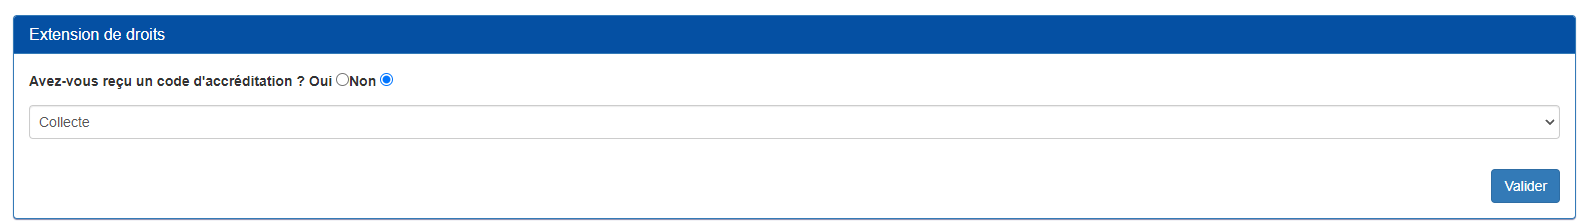 Extension de droits
Avez-vous reçu un code d'accréditation ? Oui Non
Collecte
Valider